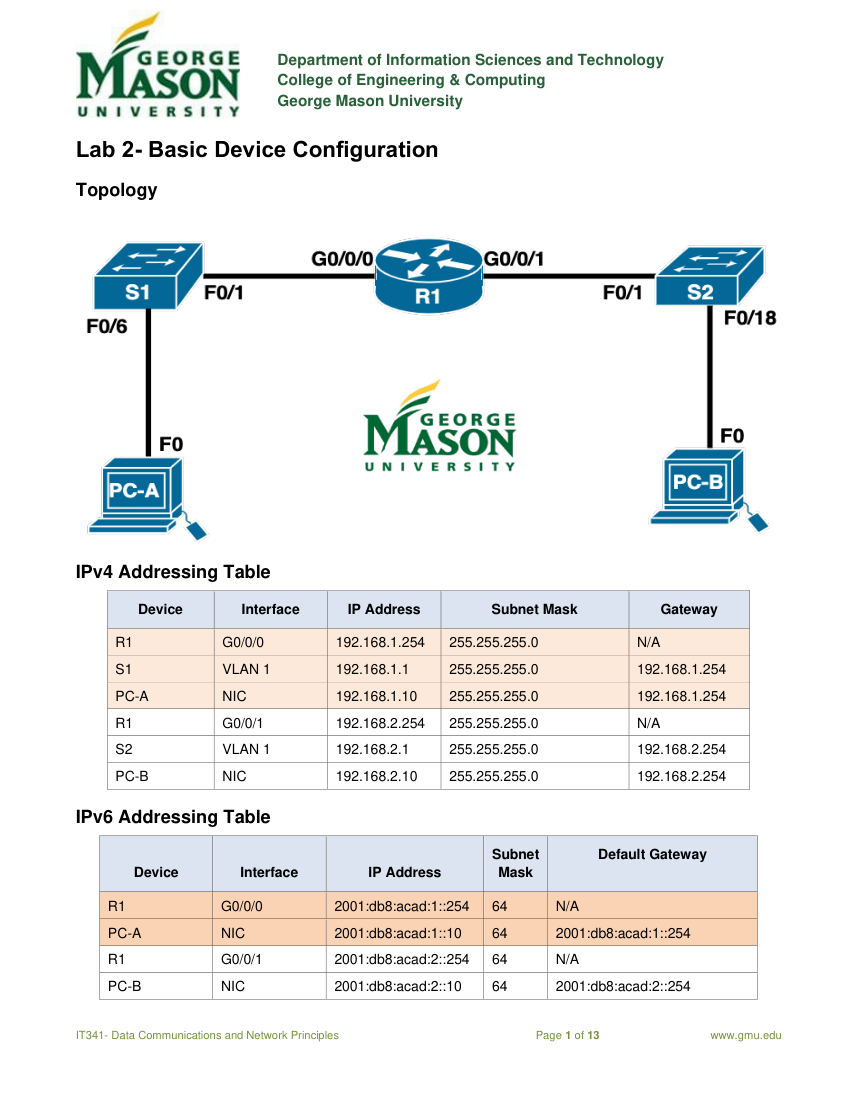 GEORGE
MASON
UNIVERSITY
Department of Information Sciences and Technology
College of Engineering & Computing
George Mason University
Lab 2- Basic Device Configuration
Topology
G0/0/0 G0/0/1
S1 F0/1 R1 F0/1 S2
F0/6 F0/18
GEORGE
MASON
UNIVERSITY
F0 F0
PC-A PC-B
IPv4 Addressing Table
Device Interface IP Address Subnet Mask Gateway
R1 G0/0/0 192.168.1.254 255.255.255.0 N/A
S1 VLAN 1 192.168.1.1 255.255.255.0 192.168.1.254
PC-A NIC 192.168.1.10 255.255.255.0 192.168.1.254
R1 G0/0/1 192.168.2.254 255.255.255.0 N/A
S2 VLAN 1 192.168.2.1 255.255.255.0 192.168.2.254
PC-B NIC 192.168.2.10 255.255.255.0 192.168.2.254
IPv6 Addressing Table
Device Interface IP Address Subnet Mask Default Gateway
R1 G0/0/0 2001:db8:acad:1::254 64 N/A
PC-A NIC 2001:db8:acad:1::10 64 2001:db8:acad:1::254
R1 G0/0/1 2001:db8:acad:2::254 64 N/A
PC-B NIC 2001:db8:acad:2::10 64 2001:db8:acad:2::254
IT341- Data Communications and Network Principles Page 1 of 13 www.gmu.edu